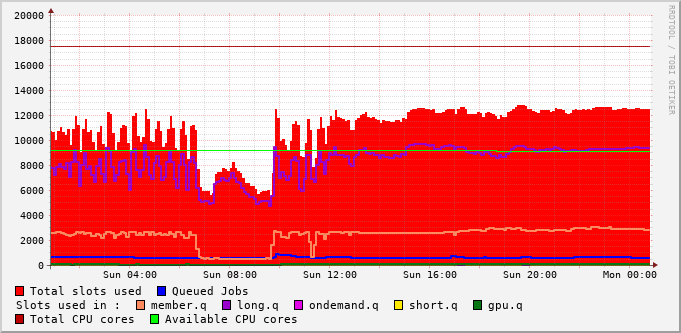 20000
18000
16000
14000
12000
10000
8000
6000
4000
2000
0
Sun 04:00 Sun 08:00 Sun 12:00 Sun 16:00 Sun 20:00 Mon 00:00
Total slots used Queued Jobs
Slots used in : member.q long.q ondemand.q short.q gpu.q
Total CPU cores Available CPU cores
RRDTOOL / TOBI OETIKER